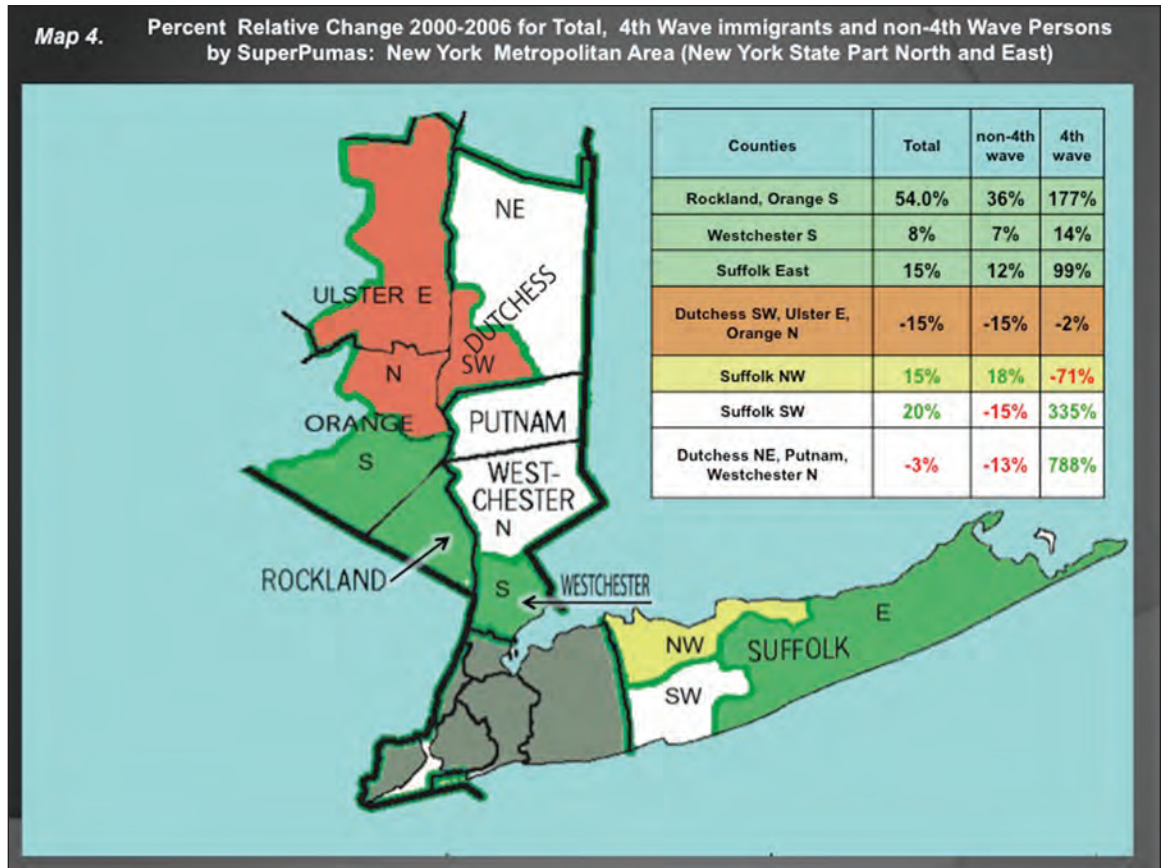 Map 4.
Percent Relative Change 2000-2006 for Total, 4th Wave immigrants and non-4th Wave Persons
by SuperPumas: New York Metropolitan Area (New York State Part North and East)
Counties Total non-4th wave 4th wave
Rockland, Orange S 54.0% 36% 177%
Westchester S 8% 7% 14%
Suffolk East 15% 12% 99%
Dutchess SW, Ulster E,
Orange N -15% -15% -2%
Suffolk NW 15% 18% -71%
Suffolk SW 20% -15% 335%
Dutchess NE, Putnam,
Westchester N -3% -13% 788%
NE
ULSTER E
DUTCHESS
SW
N
ORANGE
PUTNAM
S
WEST-
CHESTER
N
ROCKLAND
S
WESTCHESTER
E
NW
SUFFOLK
SW